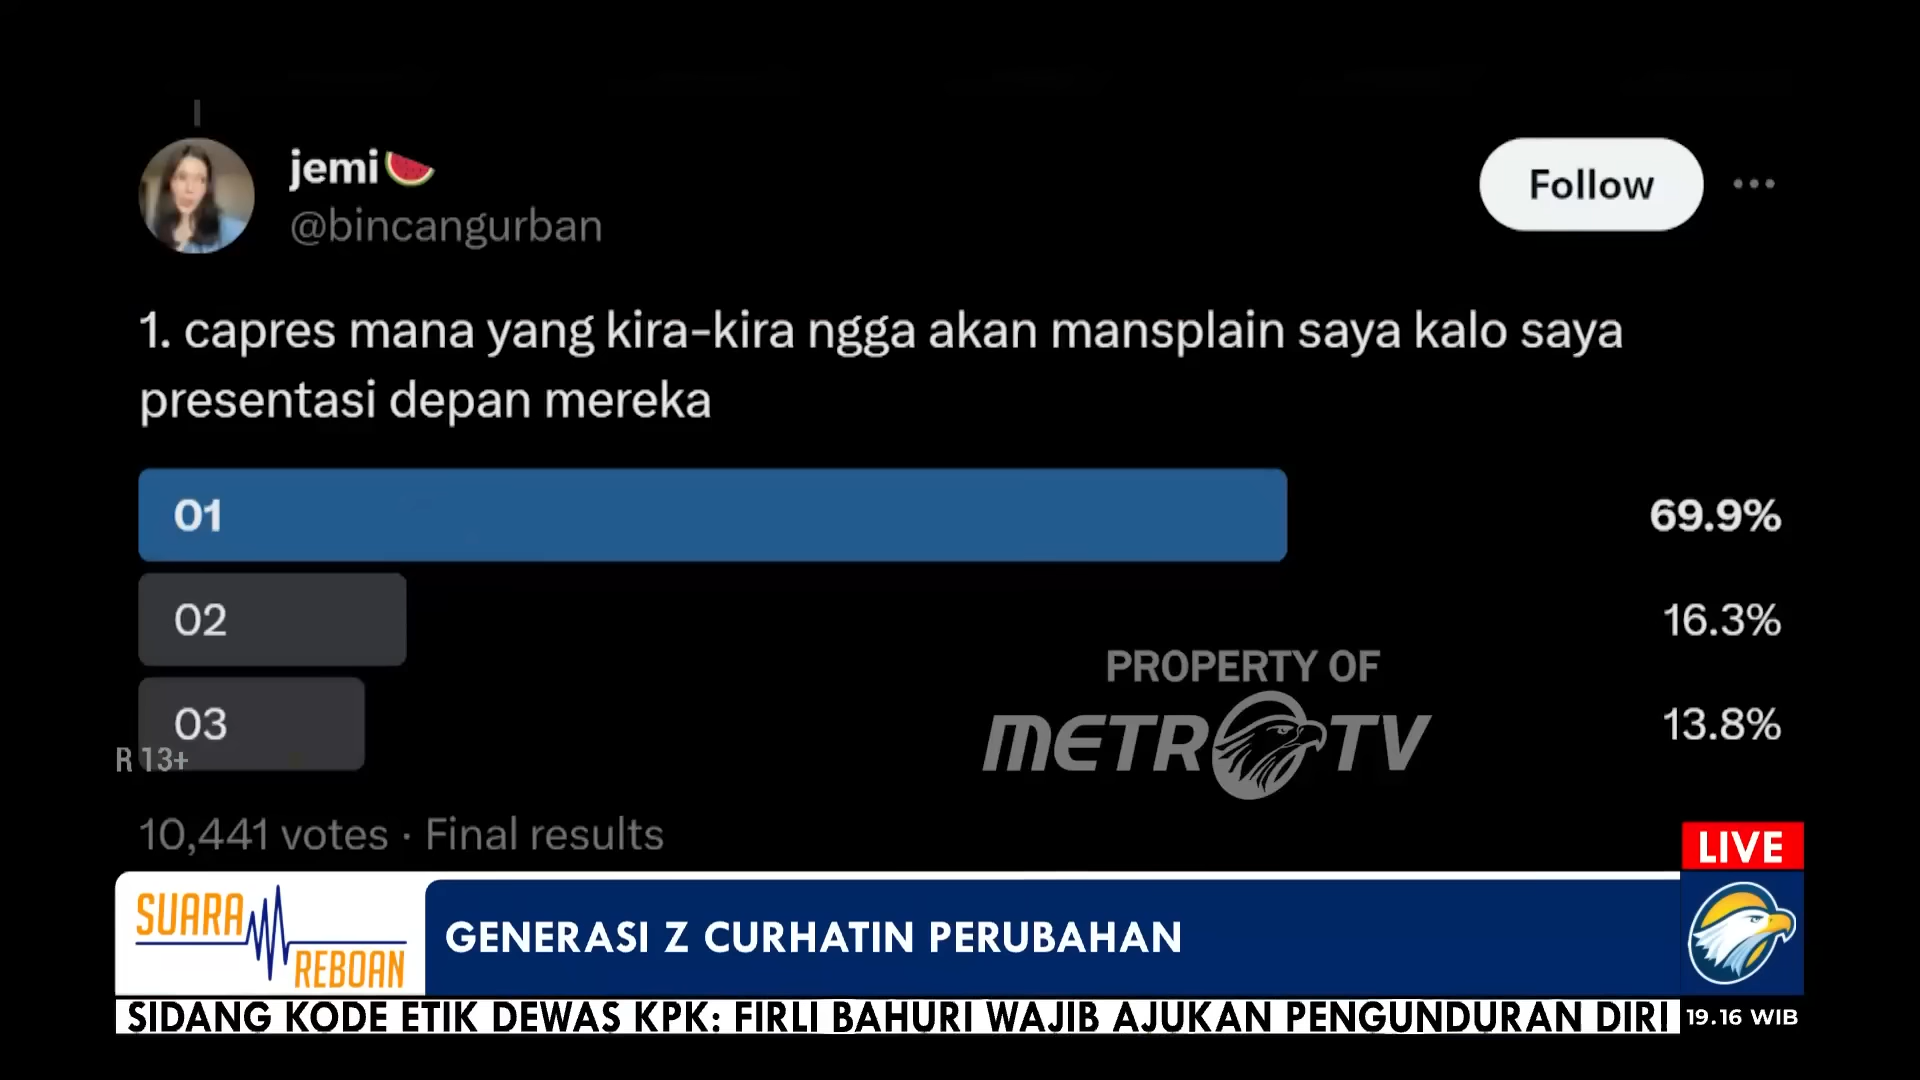 jemi🍉
@bincangurban
Follow
1. capres mana yang kira-kira ngga akan mansplain saya kalo saya
presentasi depan mereka
01
69.9%
02
16.3%
03
13.8%
R 13+
PROPERTY OF
METRO TV
10,441 votes · Final results
LIVE
SUARA
REBOAN
GENERASI Z CURHATIN PERUBAHAN
SIDANG KODE ETIK DEWAS KPK: FIRLI BAHURI WAJIB AJUKAN PENGUNDURAN DIRI
19.16 WIB